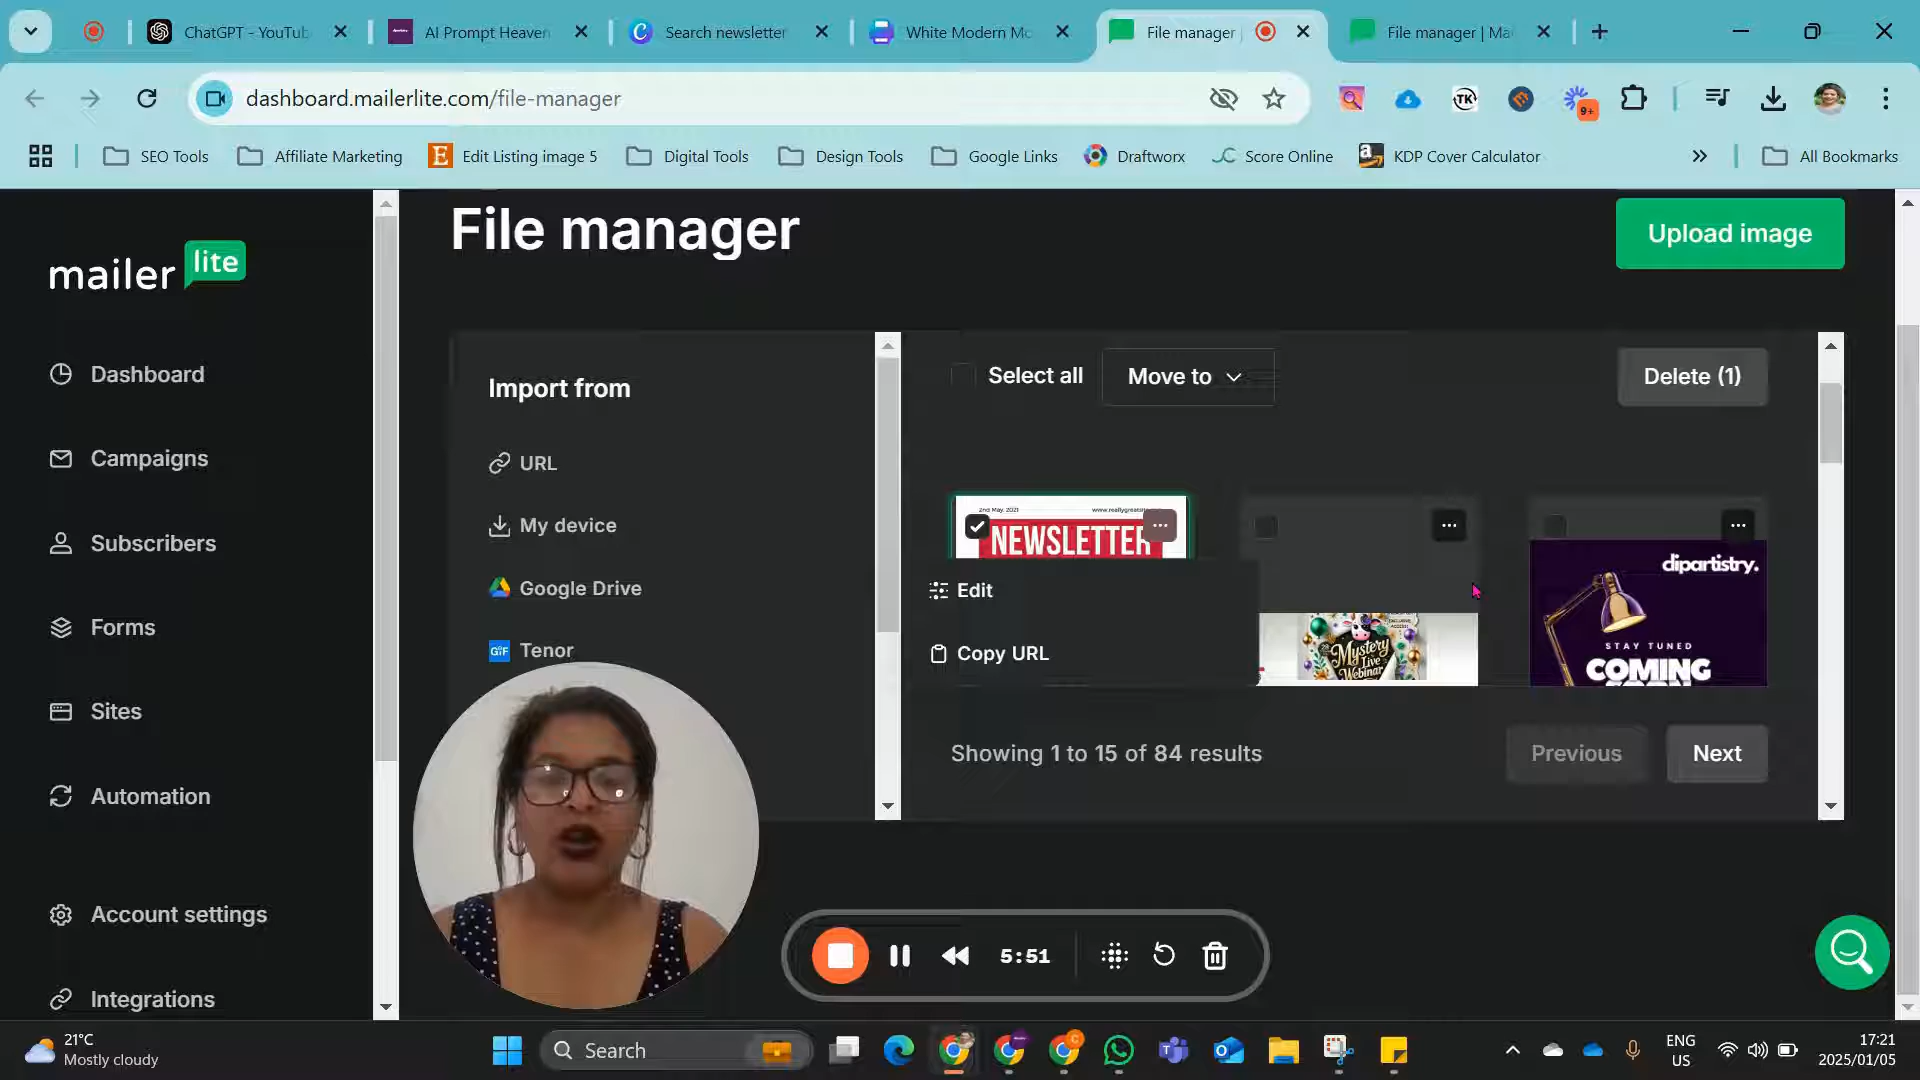 ChatGPT - YouTub
AI Prompt Heaven
Search newsletter
White Modern Mo
File manager
File manager | Ma
dashboard.mailerlite.com/file-manager
9+
SEO Tools
Affiliate Marketing
Edit Listing image 5
Digital Tools
Design Tools
Google Links
Draftworx
Score Online
KDP Cover Calculator
All Bookmarks
mailer lite
Dashboard
Campaigns
Subscribers
Forms
Sites
Automation
Account settings
Integrations
File manager
Upload image
Import from
URL
My device
Google Drive
GIF Tenor
Select all
Move to
Delete (1)
2nd May, 2021
NEWSLETTER
Edit
Copy URL
Mystery
Live
Webinar
dipartistry.
STAY TUNED
COMING
Showing 1 to 15 of 84 results
Previous
Next
5:51
21°C
Mostly cloudy
Search
ENG
US
17:21
2025/01/05